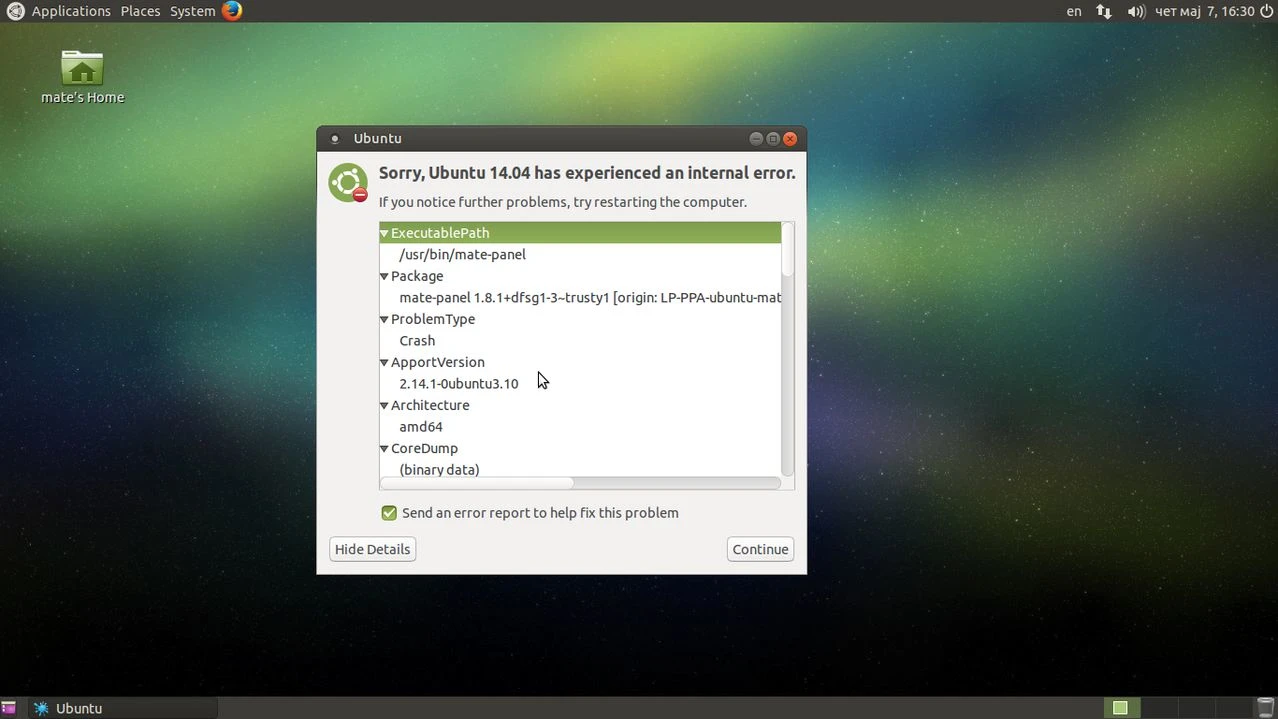 Applications Places System
en чет мај 7, 16:30
mate's Home
Ubuntu
Sorry, Ubuntu 14.04 has experienced an internal error.
If you notice further problems, try restarting the computer.
ExecutablePath
/usr/bin/mate-panel
Package
mate-panel 1.8.1+dfsg1-3~trusty1 [origin: LP-PPA-ubuntu-mat
ProblemType
Crash
ApportVersion
2.14.1-0ubuntu3.10
Architecture
amd64
CoreDump
(binary data)
Send an error report to help fix this problem
Hide Details Continue
Ubuntu